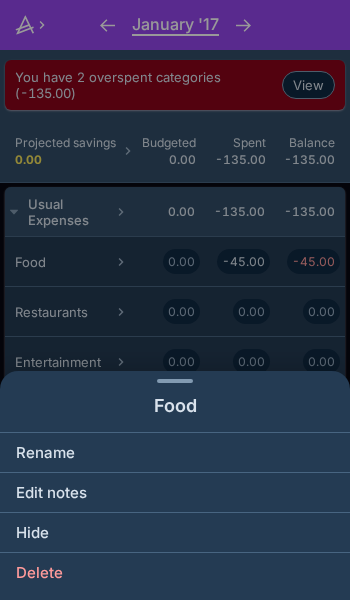 January '17
You have 2 overspent categories
(-135.00)
View
Projected savings
0.00
Budgeted
0.00
Spent
-135.00
Balance
-135.00
Usual
Expenses
0.00
-135.00
-135.00
Food
0.00
-45.00
-45.00
Restaurants
0.00
0.00
0.00
Entertainment
0.00
0.00
0.00
Food
Rename
Edit notes
Hide
Delete